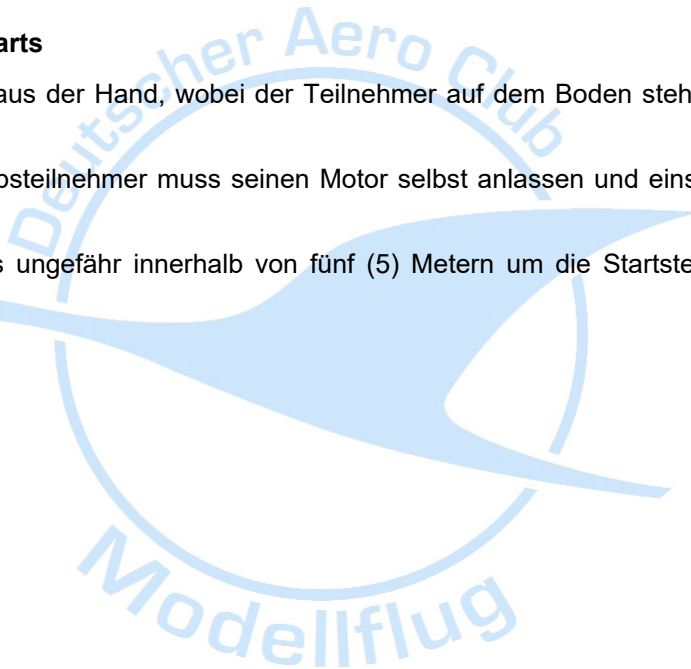 arts
aus der Hand, wobei der Teilnehmer auf dem Boden steh
osteilnehmer muss seinen Motor selbst anlassen und eins
s ungefähr innerhalb von fünf (5) Metern um die Startste
Deutscher Aero Club
Modellflug